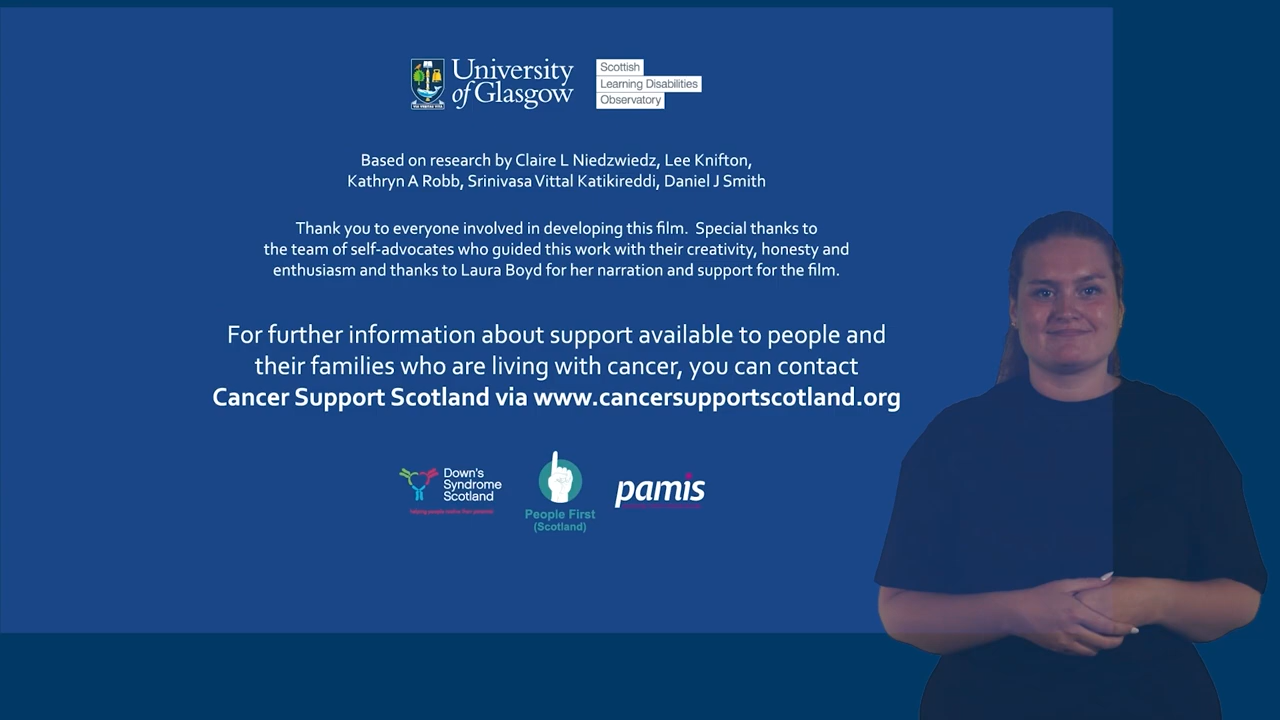 University
of Glasgow
Scottish
Learning Disabilities
Observatory
Based on research by Claire L Niedzwiedz, Lee Knifton,
Kathryn A Robb, Srinivasa Vittal Katikireddi, Daniel J Smith
Thank you to everyone involved in developing this film.  Special thanks to
the team of self-advocates who guided this work with their creativity, honesty and
enthusiasm and thanks to Laura Boyd for her narration and support for the film.
For further information about support available to people and
their families who are living with cancer, you can contact
Cancer Support Scotland via www.cancersupportscotland.org
Down's
Syndrome
Scotland
People First
(Scotland)
pamis